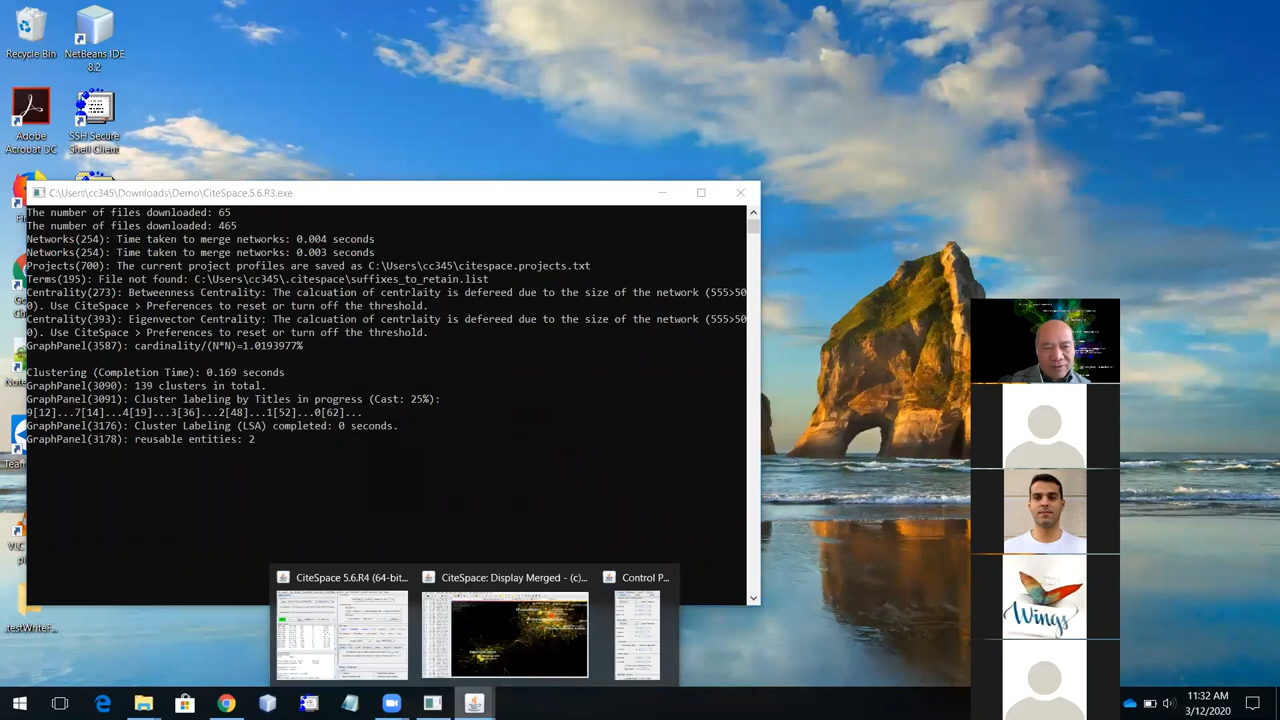 Recycle Bin
NetBeans IDE
8.2
Adobe
Acrobat DC
SSH Secure
Shell Client
C:\Users\cc345\Downloads\Demo\CiteSpace.5.6.R3.exe
The number of files downloaded: 65
The number of files downloaded: 465
Networks(254): Time taken to merge networks: 0.004 seconds
Networks(254): Time taken to merge networks: 0.003 seconds
Projects(700): The current project profiles are saved as C:\Users\cc345\citespace.projects.txt
Terms(195): File not found: C:\Users\cc345\.citespace\suffixes_to_retain.list
Centrality(273): Betweenness Centrality: The calcuation of centrlaity is defereed due to the size of the network (555>50
0). Use CiteSpace > Preferences to reset or turn off the threshold.
Centrality(393): Eigenvector Centrality: The calcuation of centrlaity is defereed due to the size of the network (555>50
0). Use CiteSpace > Preferences to reset or turn off the threshold.
GraphPanel(3587): cardinality/(N*N)=1.0193977%
Clustering (Completion Time): 0.169 seconds
GraphPanel(3090): 139 clusters in total.
GraphPanel(3091): Cluster labeling by Titles in progress (Cast: 25%):
9[12]...7[14]...4[19]...3[36]...2[48]...1[52]...0[62]...
GraphPanel(3176): Cluster Labeling (LSA) completed: 0 seconds.
GraphPanel(3178): reusable entities: 2
CiteSpace 5.6.R4 (64-bit...
CiteSpace: Display Merged - (c)...
Control P...
Wings
11:32 AM
3/12/2020